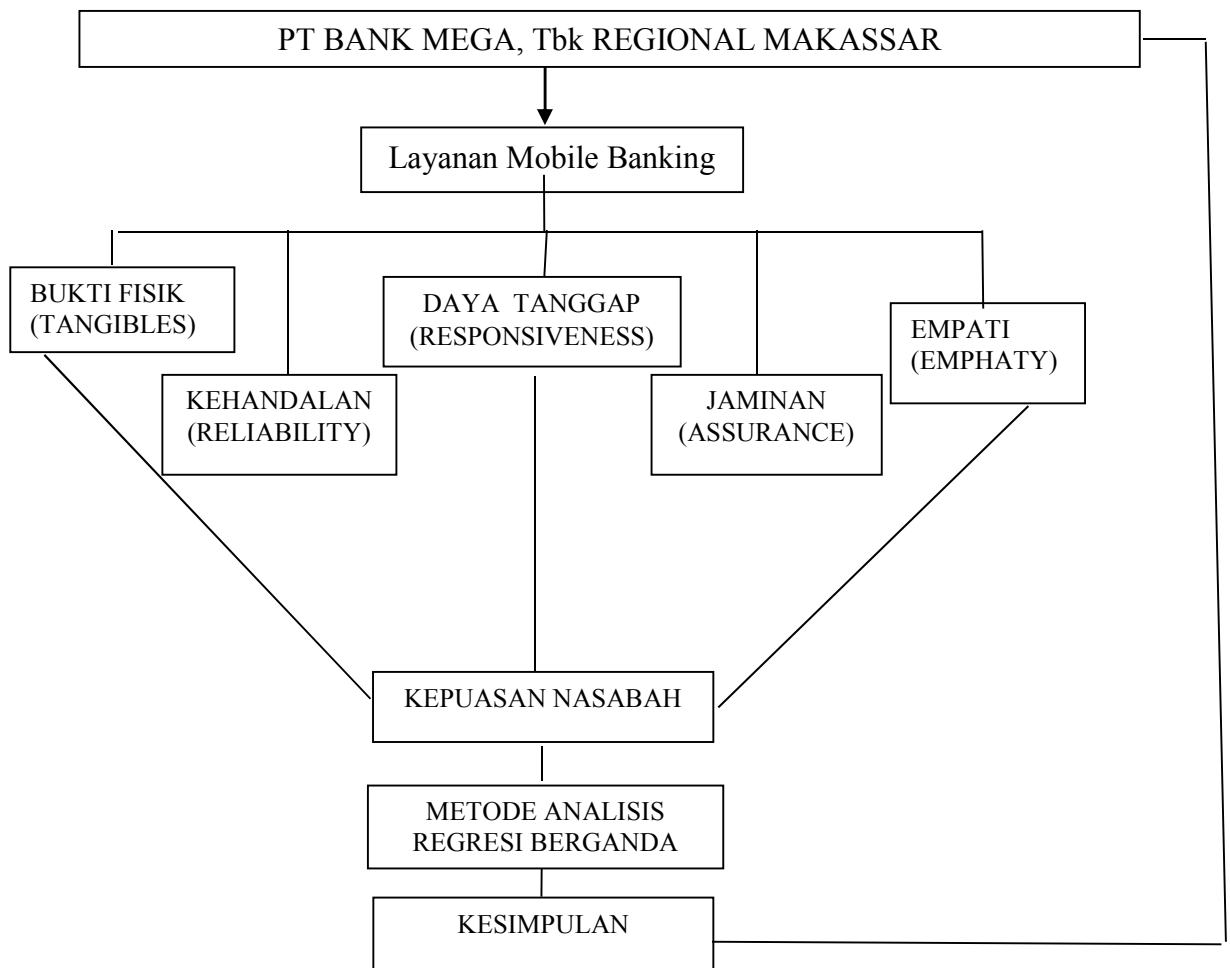 PT BANK MEGA, Tbk REGIONAL MAKASSAR
Layanan Mobile Banking
BUKTI FISIK
(TANGIBLES)
KEHANDALAN
(RELIABILITY)
DAYA TANGGAP
(RESPONSIVENESS)
JAMINAN
(ASSURANCE)
EMPATI
(EMPHATY)
KEPUASAN NASABAH
METODE ANALISIS
REGRESI BERGANDA
KESIMPULAN